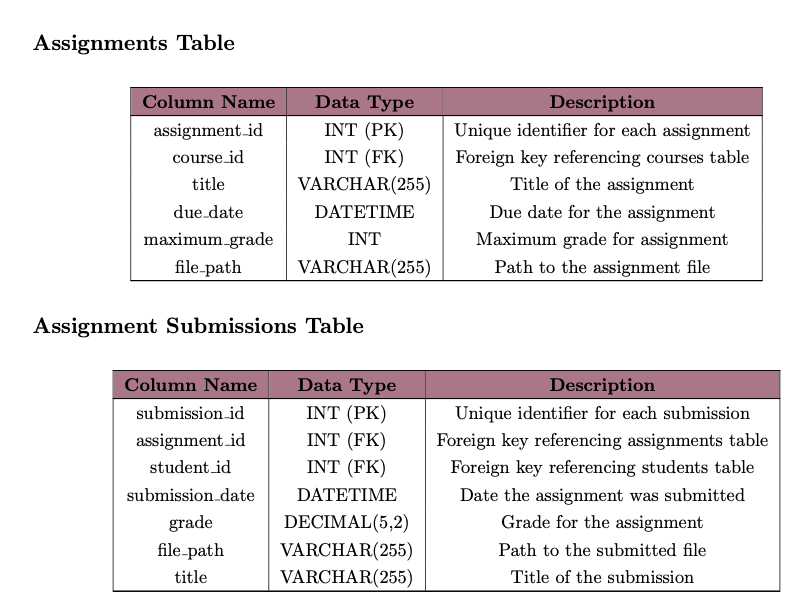 Assignments Table
Column Name Data Type Description
assignment_id INT (PK) Unique identifier for each assignment
course_id INT (FK) Foreign key referencing courses table
title VARCHAR(255) Title of the assignment
due_date DATETIME Due date for the assignment
maximum_grade INT Maximum grade for assignment
file_path VARCHAR(255) Path to the assignment file
Assignment Submissions Table
Column Name Data Type Description
submission_id INT (PK) Unique identifier for each submission
assignment_id INT (FK) Foreign key referencing assignments table
student_id INT (FK) Foreign key referencing students table
submission_date DATETIME Date the assignment was submitted
grade DECIMAL(5,2) Grade for the assignment
file_path VARCHAR(255) Path to the submitted file
title VARCHAR(255) Title of the submission